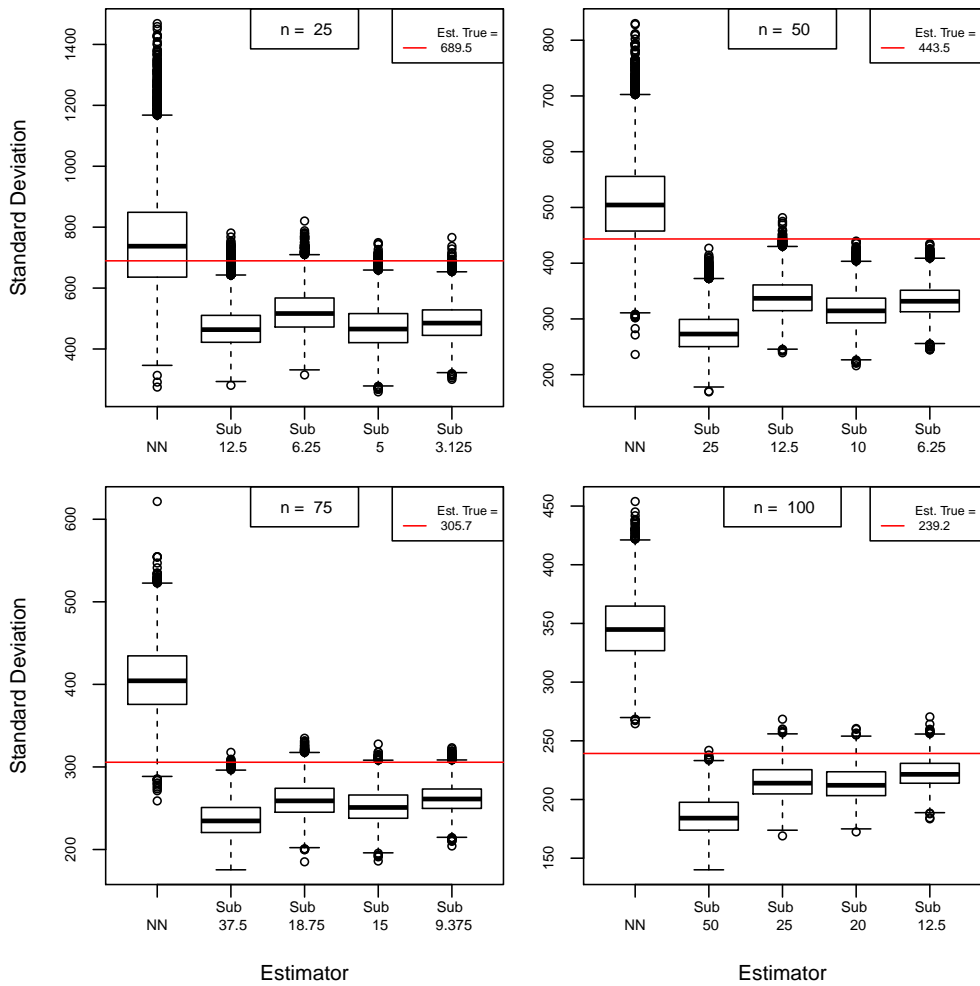 n = 25
Est. True =
689.5
Standard Deviation
1400
1200
1000
800
600
400
NN
Sub
12.5
Sub
6.25
Sub
5
Sub
3.125
n = 50
Est. True =
443.5
800
700
600
500
400
300
200
NN
Sub
25
Sub
12.5
Sub
10
Sub
6.25
n = 75
Est. True =
305.7
Standard Deviation
600
500
400
300
200
NN
Sub
37.5
Sub
18.75
Sub
15
Sub
9.375
Estimator
n = 100
Est. True =
239.2
450
400
350
300
250
200
150
NN
Sub
50
Sub
25
Sub
20
Sub
12.5
Estimator